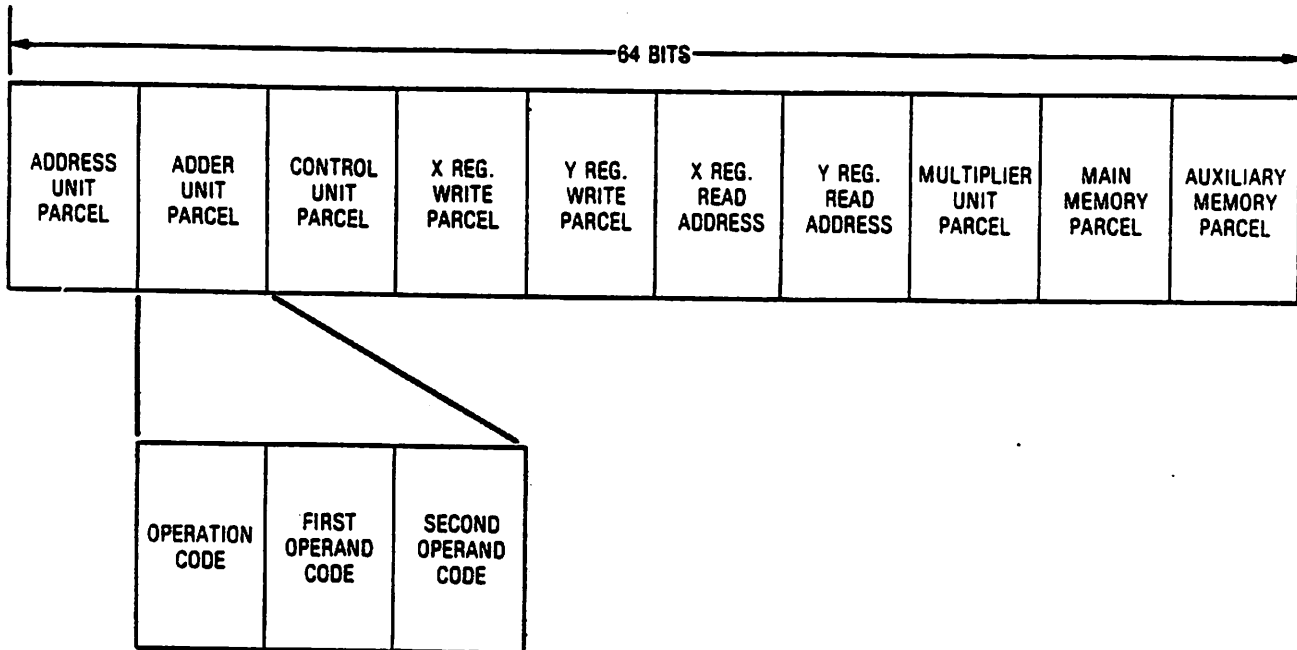 64 BITS
ADDRESS
UNIT
PARCEL
ADDER
UNIT
PARCEL
CONTROL
UNIT
PARCEL
X REG.
WRITE
PARCEL
Y REG.
WRITE
PARCEL
X REG.
READ
ADDRESS
Y REG.
READ
ADDRESS
MULTIPLIER
UNIT
PARCEL
MAIN
MEMORY
PARCEL
AUXILIARY
MEMORY
PARCEL
OPERATION
CODE
FIRST
OPERAND
CODE
SECOND
OPERAND
CODE